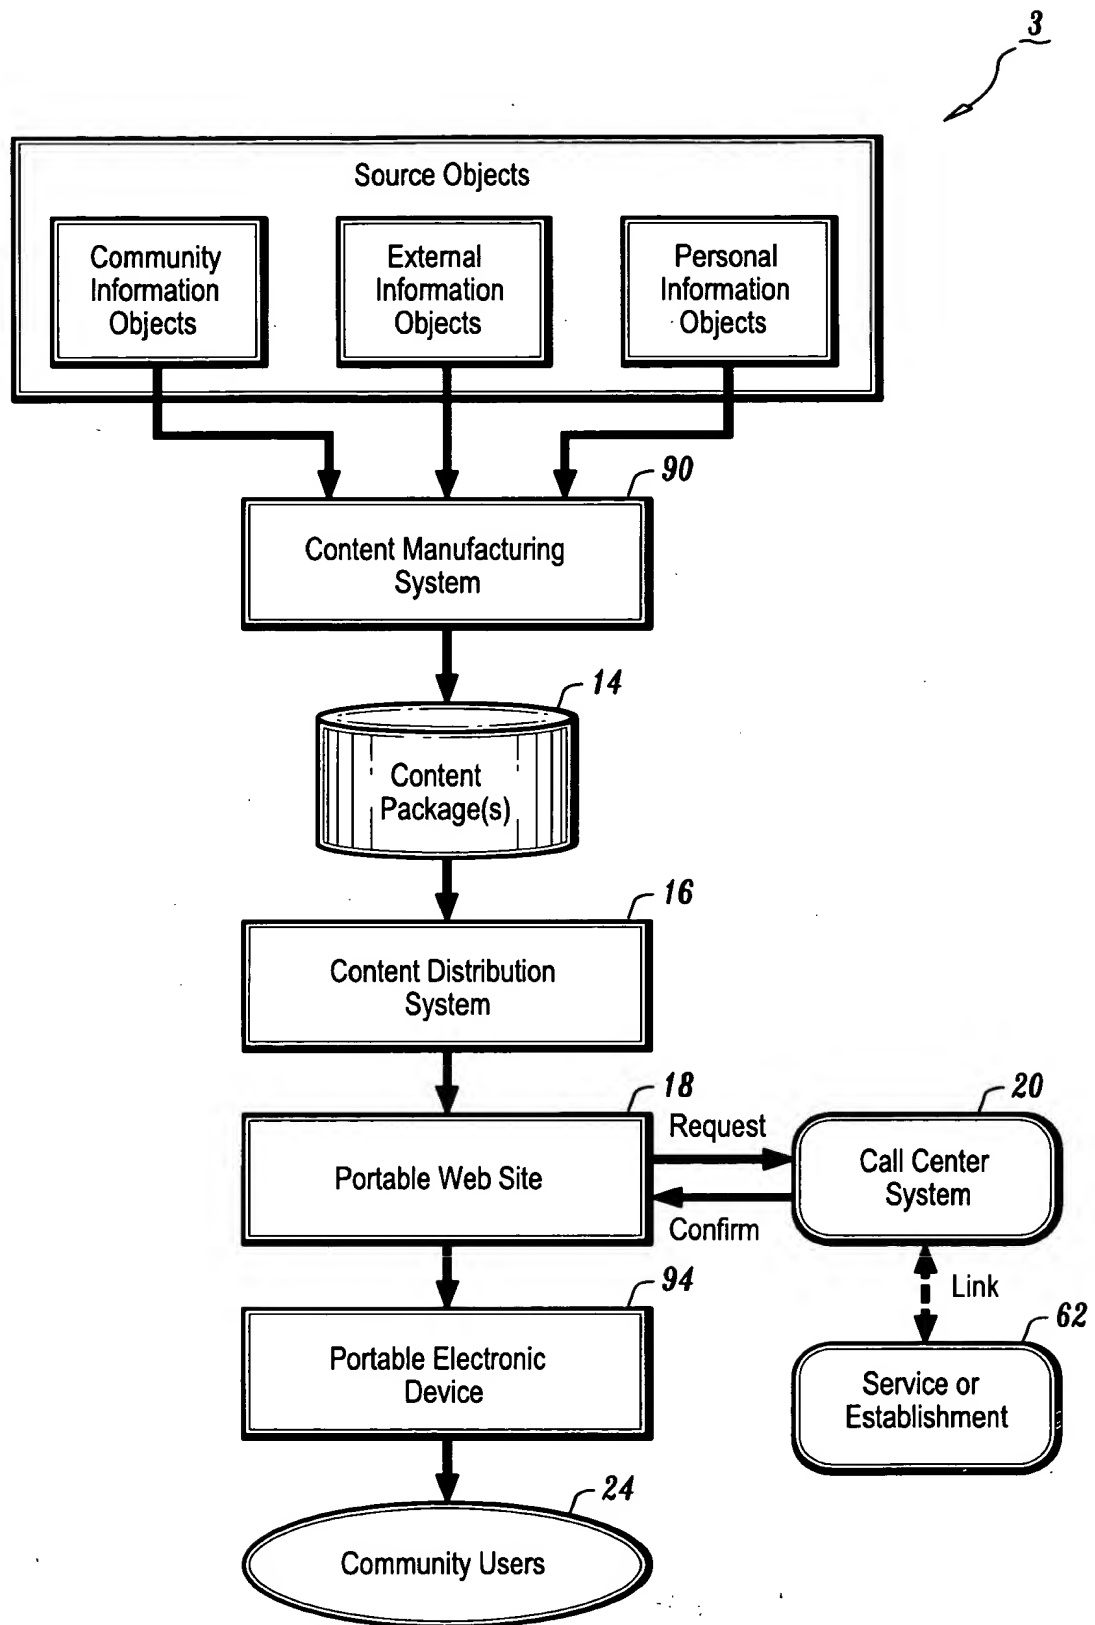 3
Source Objects
Community
Information
Objects
External
Information
Objects
Personal
Information
Objects
90
Content Manufacturing
System
14
Content
Package(s)
16
Content Distribution
System
18
Portable Web Site
Request
Confirm
20
Call Center
System
Link
94
Portable Electronic
Device
62
Service or
Establishment
24
Community Users